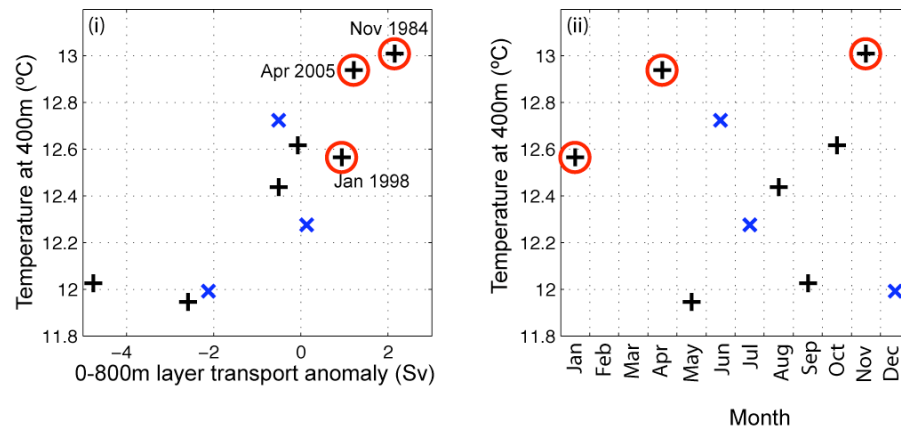 (i)
Nov 1984
Apr 2005
Jan 1998
Temperature at 400m (ºC)
13
12.8
12.6
12.4
12.2
12
11.8
−4 −2 0 2
0-800m layer transport anomaly (Sv)
(ii)
Temperature at 400m (ºC)
13
12.8
12.6
12.4
12.2
12
11.8
Jan Feb Mar Apr May Jun Jul Aug Sep Oct Nov Dec
Month